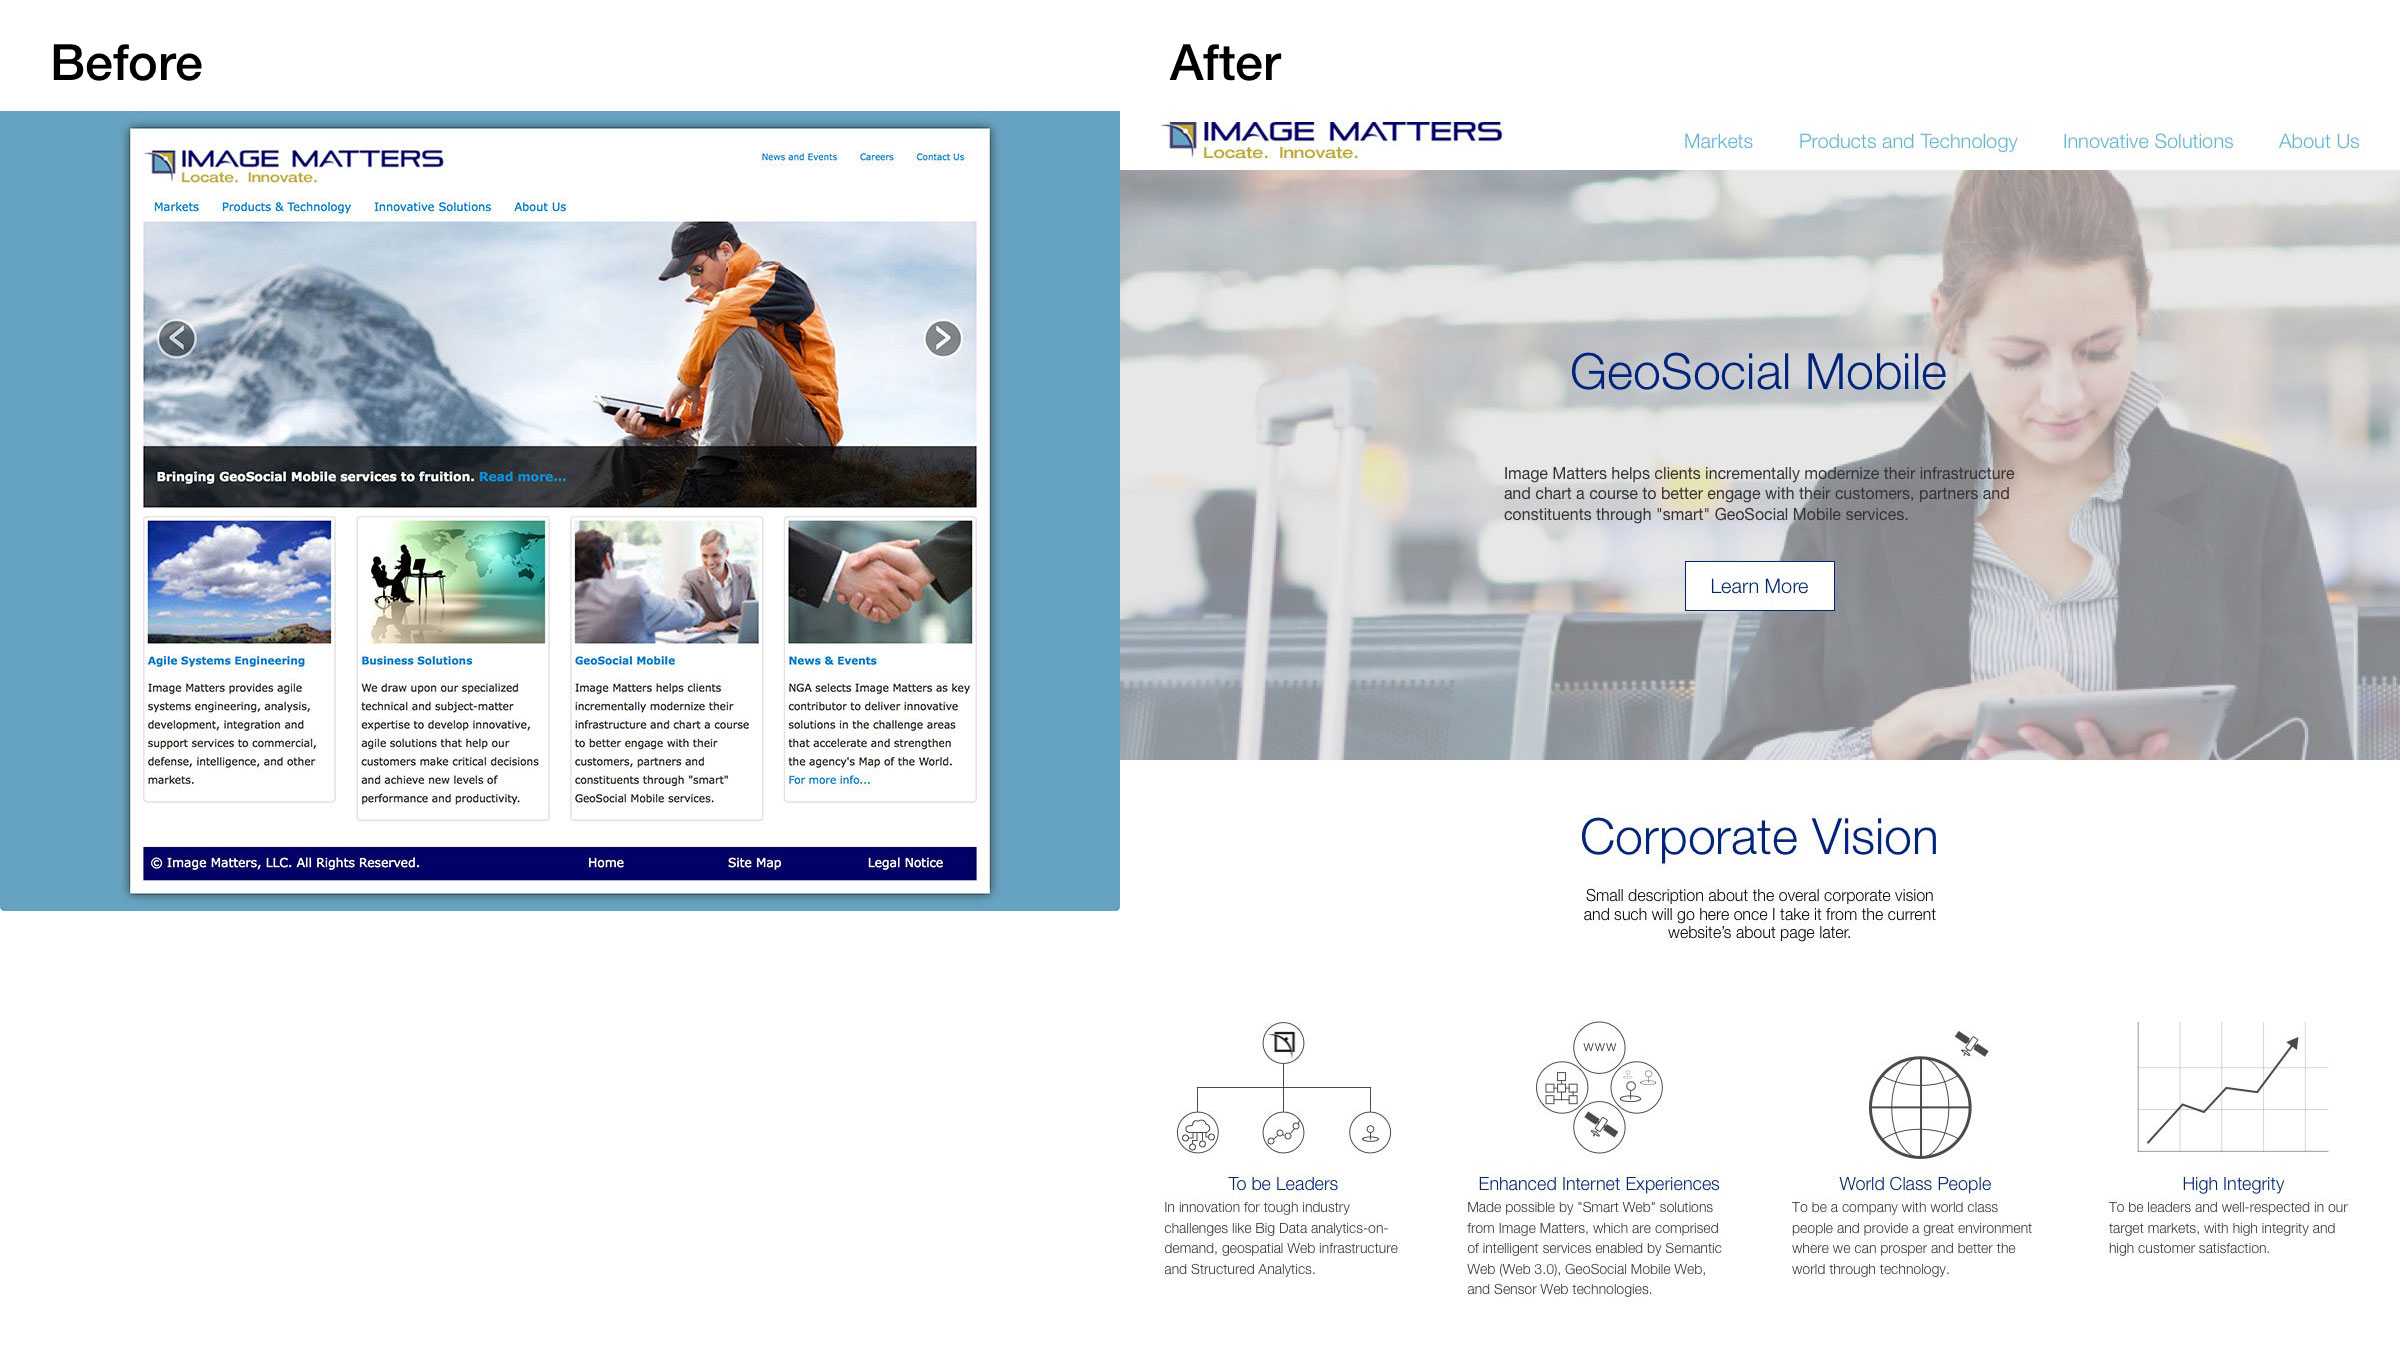 Before
IMAGE MATTERS
Locate. Innovate.
News and Events Careers Contact Us
Markets Products & Technology Innovative Solutions About Us
Bringing GeoSocial Mobile services to fruition. Read more...
Agile Systems Engineering
Image Matters provides agile
systems engineering, analysis,
development, integration and
support services to commercial,
defense, intelligence, and other
markets.
Business Solutions
We draw upon our specialized
technical and subject-matter
expertise to develop innovative,
agile solutions that help our
customers make critical decisions
and achieve new levels of
performance and productivity.
GeoSocial Mobile
Image Matters helps clients
incrementally modernize their
infrastructure and chart a course
to better engage with their
customers, partners and
constituents through "smart"
GeoSocial Mobile services.
News & Events
NGA selects Image Matters as key
contributor to deliver innovative
solutions in the challenge areas
that accelerate and strengthen
the agency's Map of the World.
For more info...
© Image Matters, LLC. All Rights Reserved. Home Site Map Legal Notice
After
IMAGE MATTERS
Locate. Innovate.
Markets Products and Technology Innovative Solutions About Us
GeoSocial Mobile
Image Matters helps clients incrementally modernize their infrastructure
and chart a course to better engage with their customers, partners and
constituents through "smart" GeoSocial Mobile services.
Learn More
Corporate Vision
Small description about the overal corporate vision
and such will go here once I take it from the current
website's about page later.
To be Leaders
In innovation for tough industry
challenges like Big Data analytics-on-
demand, geospatial Web infrastructure
and Structured Analytics.
WWW
Enhanced Internet Experiences
Made possible by "Smart Web" solutions
from Image Matters, which are comprised
of intelligent services enabled by Semantic
Web (Web 3.0), GeoSocial Mobile Web,
and Sensor Web technologies.
World Class People
To be a company with world class
people and provide a great environment
where we can prosper and better the
world through technology.
High Integrity
To be leaders and well-respected in our
target markets, with high integrity and
high customer satisfaction.